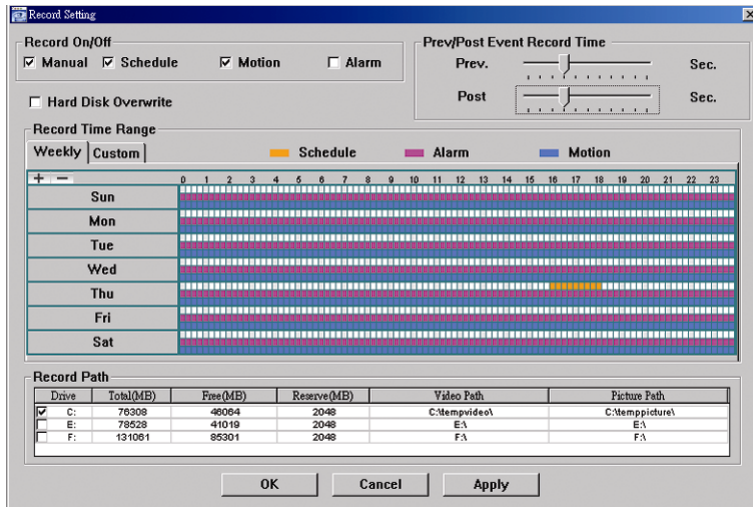 Record Setting
Record On/Off
Manual Schedule Motion Alarm
Prev/Post Event Record Time
Prev. Sec.
Post Sec.
Hard Disk Overwrite
Record Time Range
Weekly Custom Schedule Alarm Motion
0 1 2 3 4 5 6 7 8 9 10 11 12 13 14 15 16 17 18 19 20 21 22 23
Sun
Mon
Tue
Wed
Thu
Fri
Sat
Record Path
Drive Total(MB) Free(MB) Reserve(MB) Video Path Picture Path
C: 76308 46064 2048 C:\tempvideo\ C:\temppicture\
E: 78528 41019 2048 E:\ E:\
F: 131061 85301 2048 F:\ F:\
OK Cancel Apply